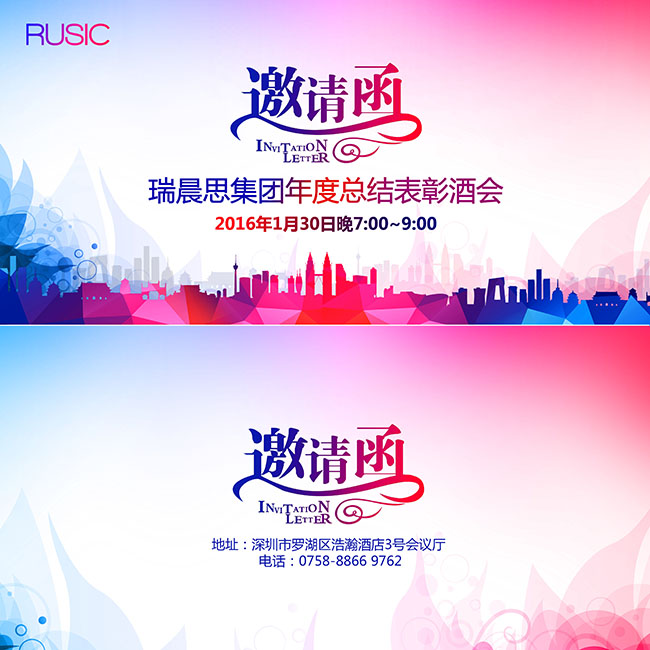 RUSIC
邀请函
INVITATION
LETTER
瑞晨思集团年度总结表彰酒会
2016年1月30日晚7:00~9:00
邀请函
INVITATION
LETTER
地址：深圳市罗湖区浩瀚酒店3号会议厅
电话：0758-8866 9762